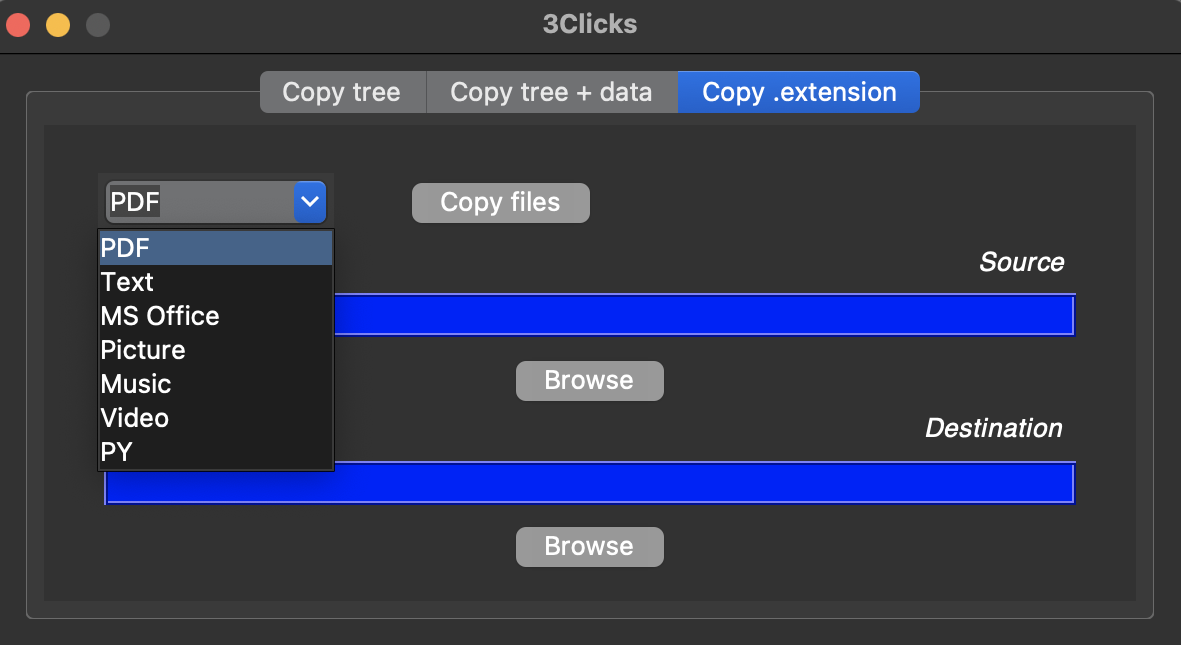 3Clicks
Copy tree
Copy tree + data
Copy .extension
PDF
Copy files
PDF
Text
MS Office
Picture
Music
Video
PY
Source
Browse
Destination
Browse